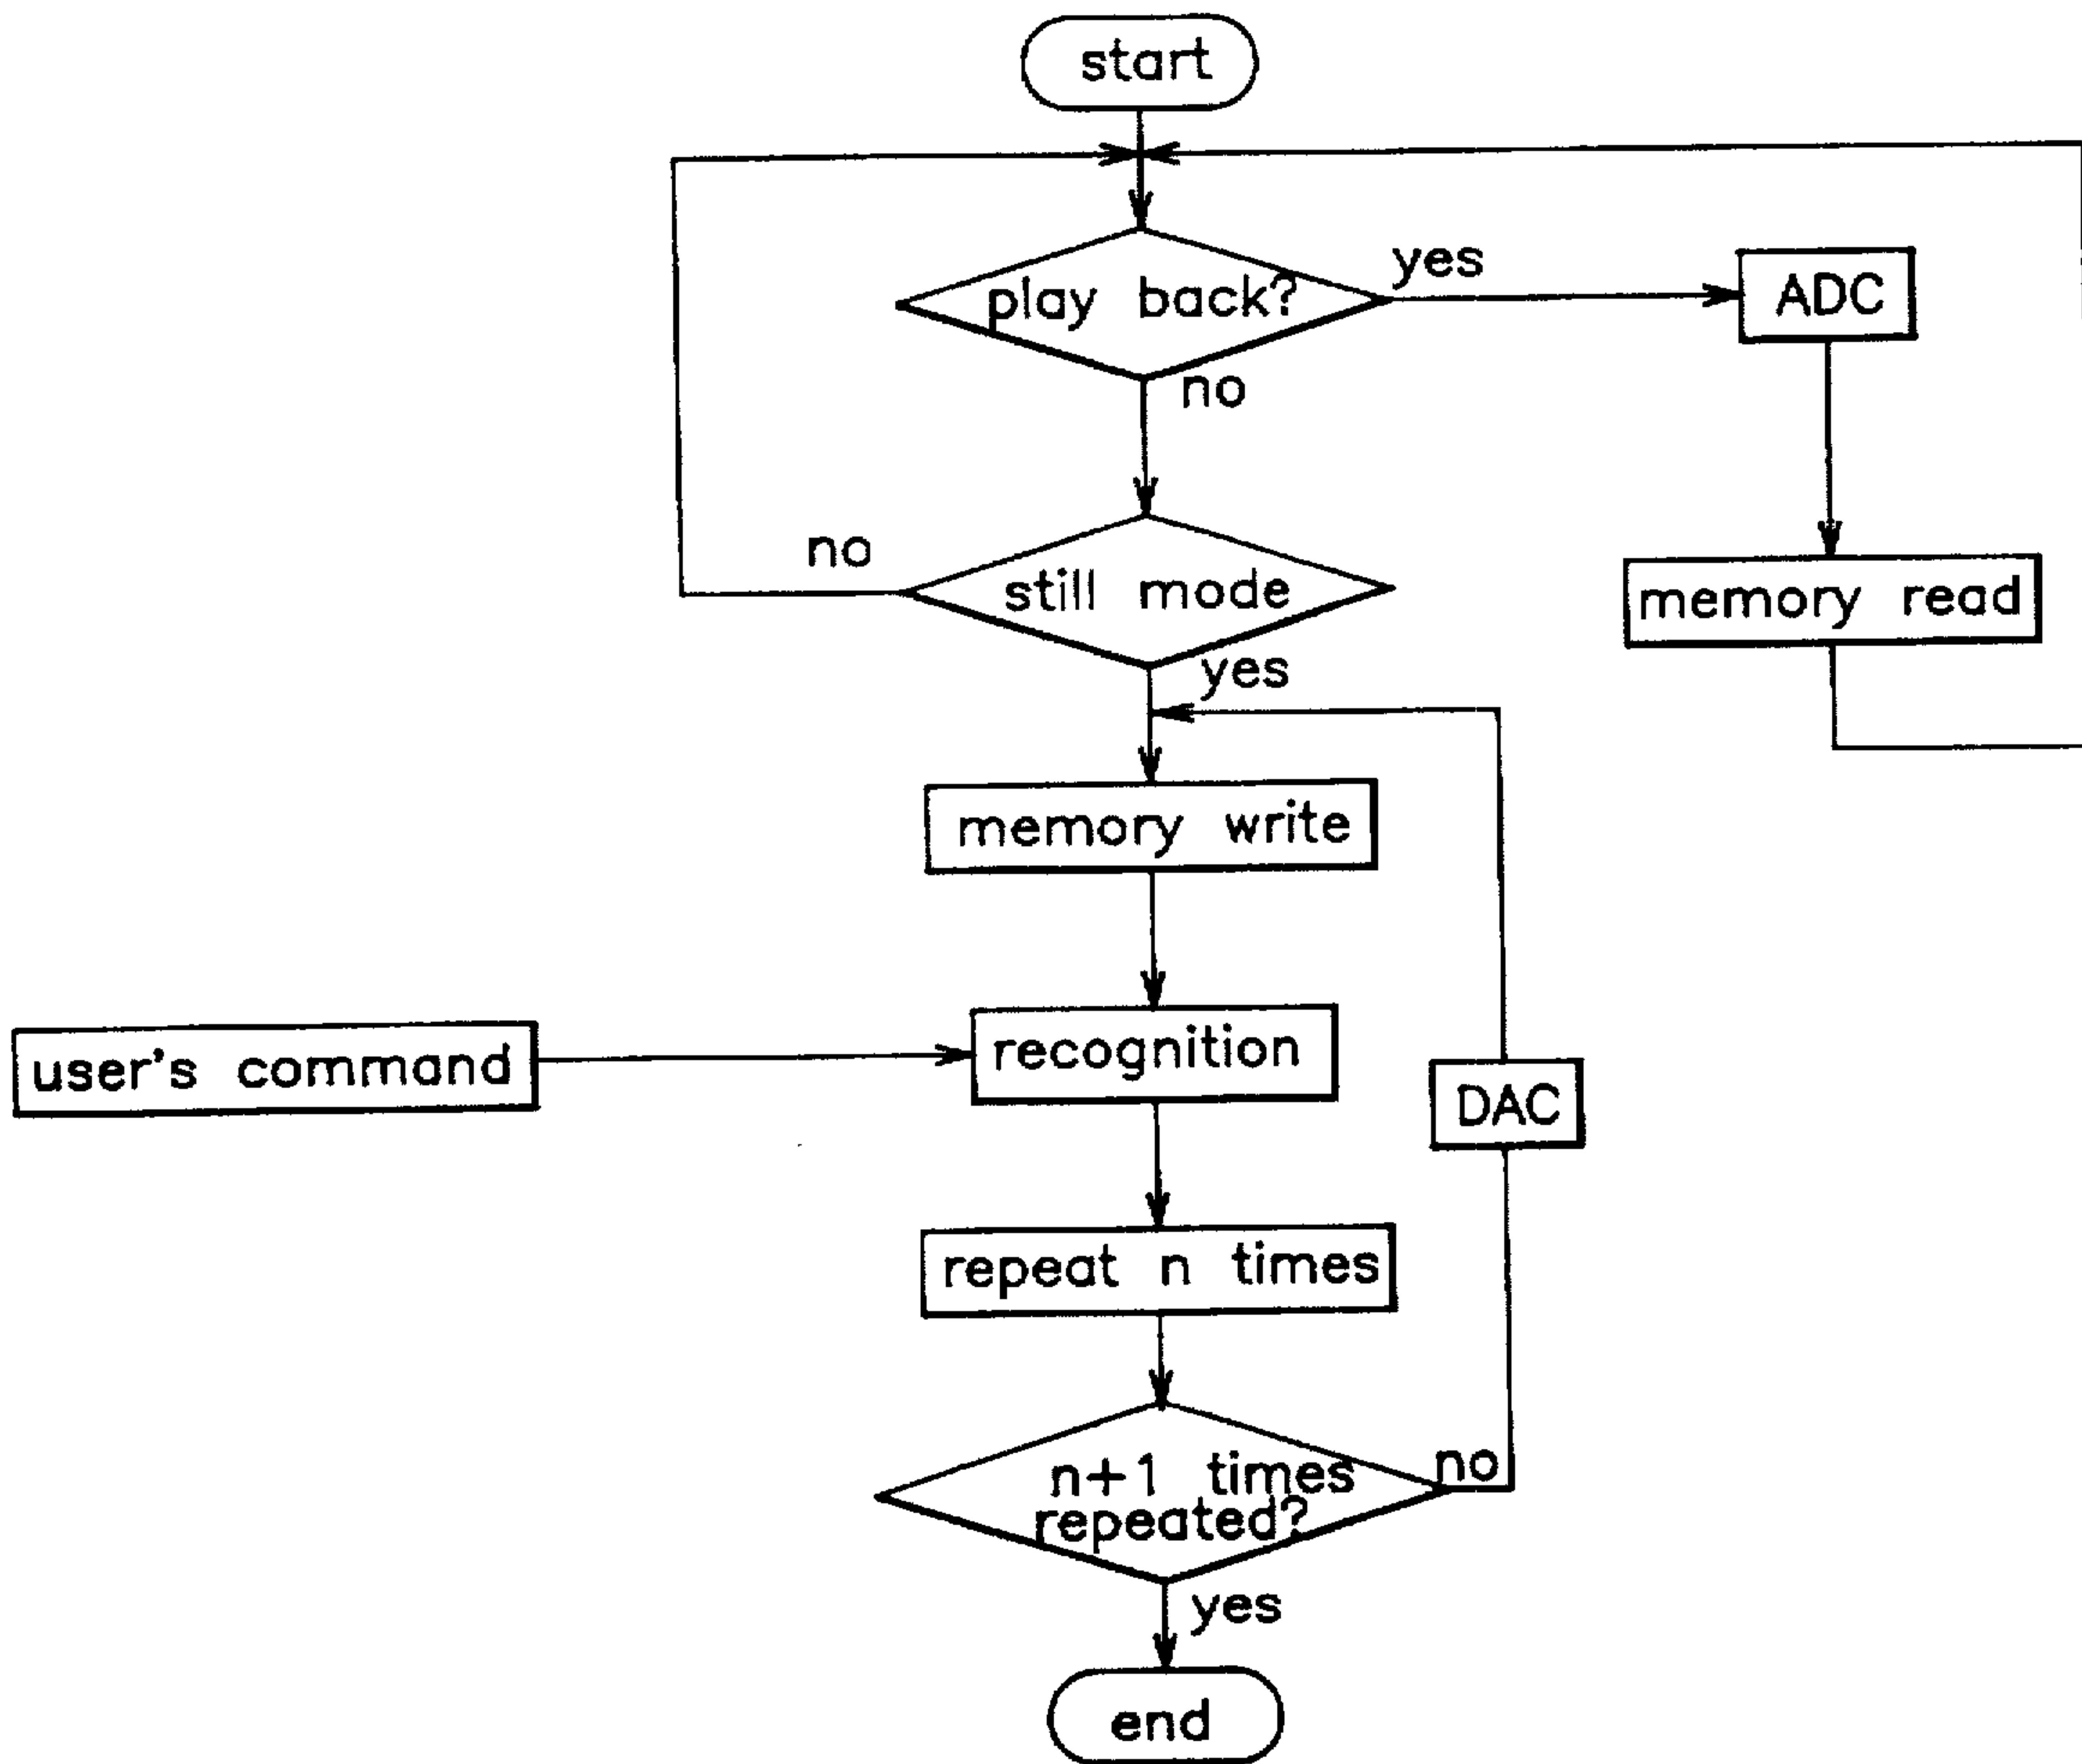 start
play back?
yes
ADC
no
no
still mode
memory read
yes
memory write
user's command
recognition
DAC
repeat n times
n+1 times
repeated?
no
yes
end